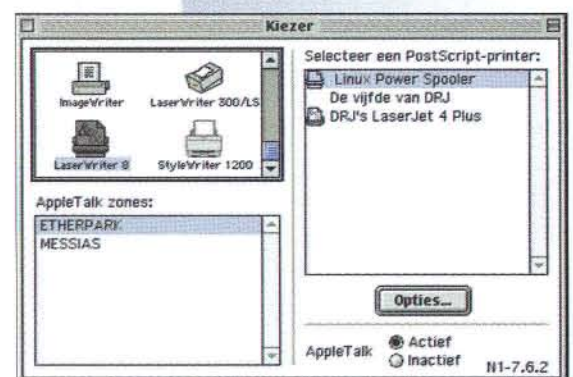 Kiezer
ImageWriter
LaserWriter 300/LS
LaserWriter 8
StyleWriter 1200
AppleTalk zones:
ETHERPARK
MESSIAS
Selecteer een PostScript-printer:
Linux Power Spooler
De vijfde van DRJ
DRJ's LaserJet 4 Plus
Opties...
AppleTalk
Actief
Inactief
N1-7.6.2